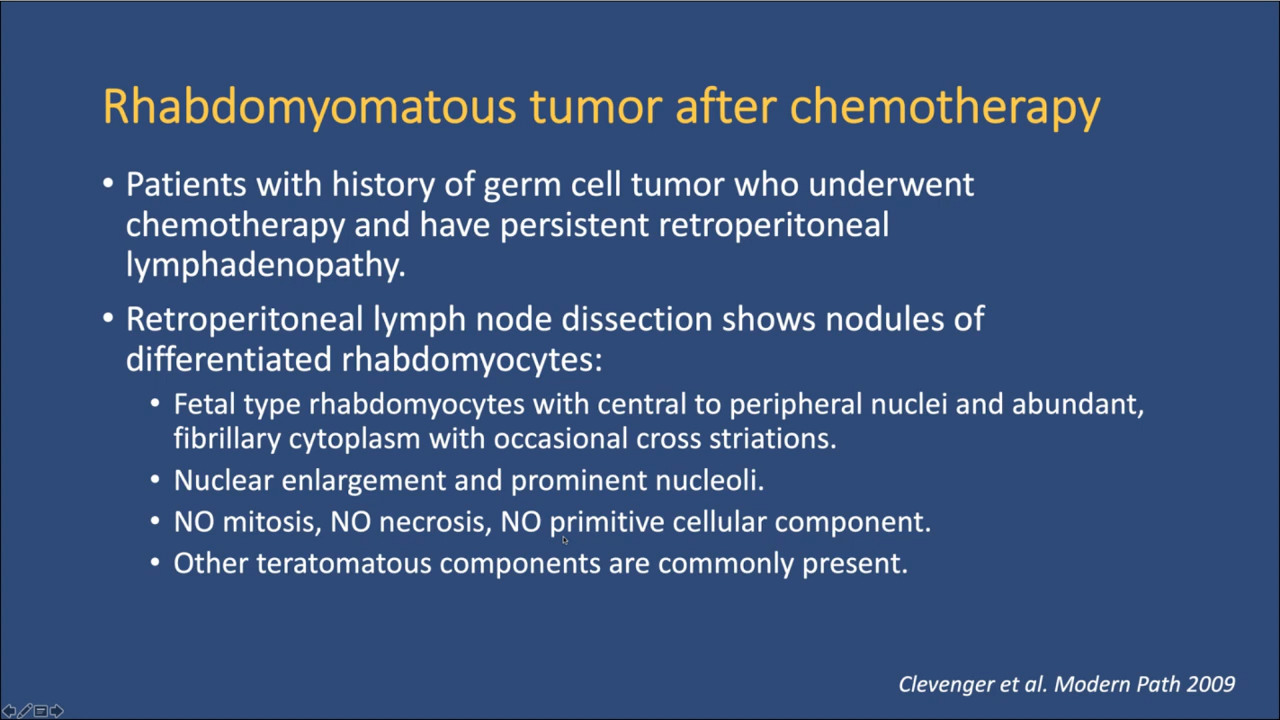 Rhabdomyomatous tumor after chemotherapy
• Patients with history of germ cell tumor who underwent
chemotherapy and have persistent retroperitoneal
lymphadenopathy.
• Retroperitoneal lymph node dissection shows nodules of
differentiated rhabdomyocytes:
• Fetal type rhabdomyocytes with central to peripheral nuclei and abundant,
fibrillary cytoplasm with occasional cross striations.
• Nuclear enlargement and prominent nucleoli.
• NO mitosis, NO necrosis, NO primitive cellular component.
• Other teratomatous components are commonly present.
Clevenger et al. Modern Path 2009